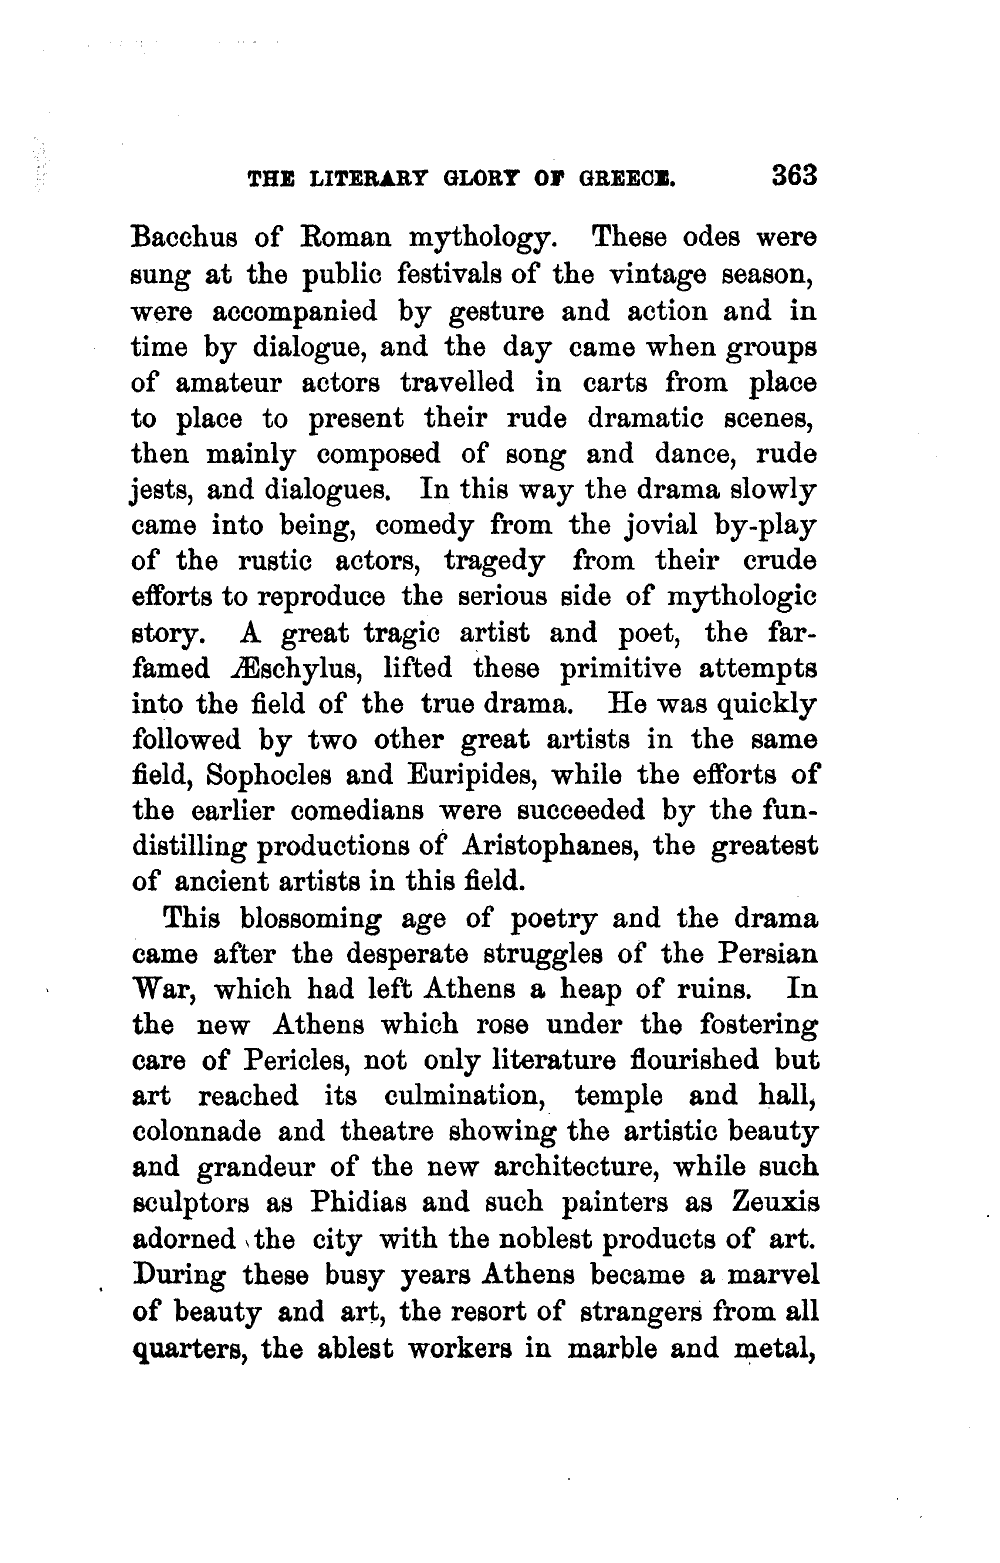 THE LITERARY GLORY OF GREECE. 363
Bacchus of Roman mythology. These odes were
sung at the public festivals of the vintage season,
were accompanied by gesture and action and in
time by dialogue, and the day came when groups
of amateur actors travelled in carts from place
to place to present their rude dramatic scenes,
then mainly composed of song and dance, rude
jests, and dialogues. In this way the drama slowly
came into being, comedy from the jovial by-play
of the rustic actors, tragedy from their crude
efforts to reproduce the serious side of mythologic
story. A great tragic artist and poet, the far-
famed Æschylus, lifted these primitive attempts
into the field of the true drama. He was quickly
followed by two other great artists in the same
field, Sophocles and Euripides, while the efforts of
the earlier comedians were succeeded by the fun-
distilling productions of Aristophanes, the greatest
of ancient artists in this field.
This blossoming age of poetry and the drama
came after the desperate struggles of the Persian
War, which had left Athens a heap of ruins. In
the new Athens which rose under the fostering
care of Pericles, not only literature flourished but
art reached its culmination, temple and hall,
colonnade and theatre showing the artistic beauty
and grandeur of the new architecture, while such
sculptors as Phidias and such painters as Zeuxis
adorned the city with the noblest products of art.
During these busy years Athens became a marvel
of beauty and art, the resort of strangers from all
quarters, the ablest workers in marble and metal,